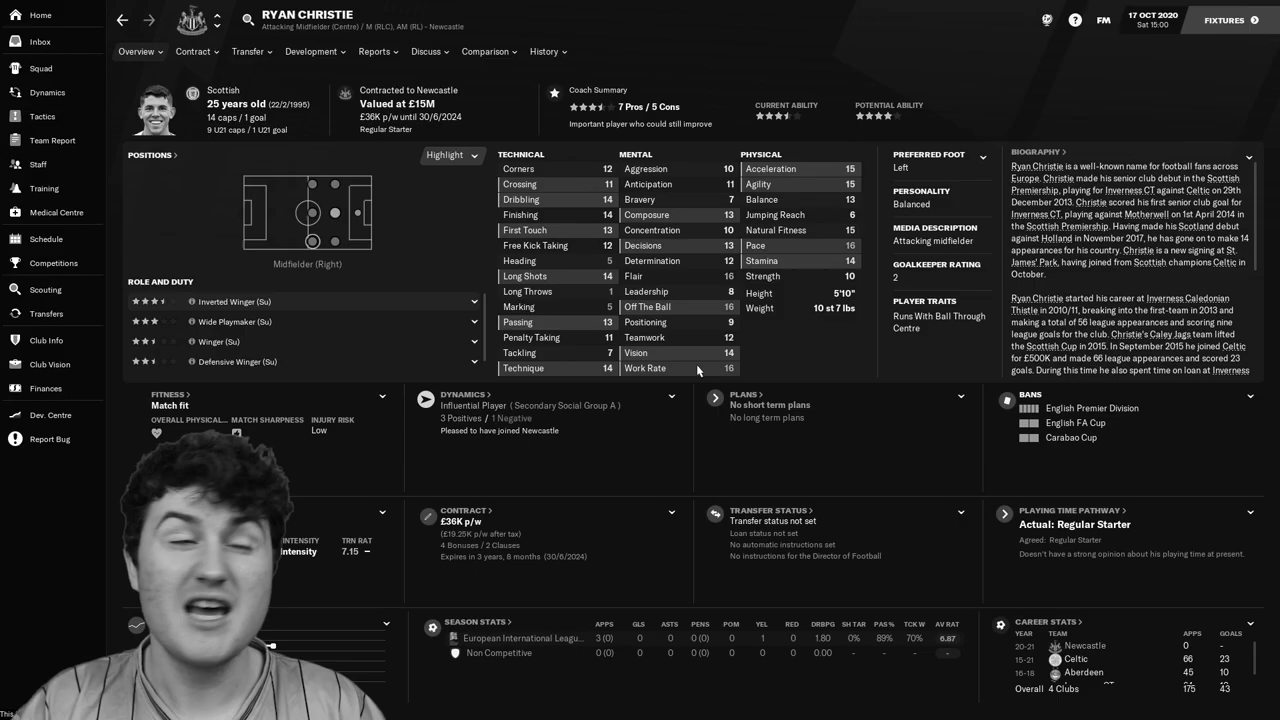 Home
Inbox
Squad
Dynamics
Tactics
Team Report
Staff
Training
Medical Centre
Schedule
Competitions
Scouting
Transfers
Club Info
Club Vision
Finances
Dev. Centre
Report Bug
RYAN CHRISTIE
Attacking Midfielder (Centre) / M (RLC), AM (RL) - Newcastle
FM
17 OCT 2020
Sat 15:00
FIXTURES
Overview
Contract
Transfer
Development
Reports
Discuss
Comparison
History
Scottish
25 years old (22/2/1995)
14 caps / 1 goal
9 U21 caps / 1 U21 goal
Contracted to Newcastle
Valued at £15M
£36K p/w until 30/6/2024
Regular Starter
Coach Summary
7 Pros / 5 Cons
Important player who could still improve
CURRENT ABILITY
POTENTIAL ABILITY
POSITIONS
Highlight
Midfielder (Right)
ROLE AND DUTY
Inverted Winger (Su)
Wide Playmaker (Su)
Winger (Su)
Defensive Winger (Su)
TECHNICAL
Corners 12
Crossing 11
Dribbling 14
Finishing 14
First Touch 13
Free Kick Taking 12
Heading 5
Long Shots 14
Long Throws 1
Marking 5
Passing 13
Penalty Taking 11
Tackling 7
Technique 14
MENTAL
Aggression 10
Anticipation 11
Bravery 7
Composure 13
Concentration 10
Decisions 13
Determination 12
Flair 16
Leadership 8
Off The Ball 16
Positioning 9
Teamwork 12
Vision 14
Work Rate 16
PHYSICAL
Acceleration 15
Agility 15
Balance 13
Jumping Reach 6
Natural Fitness 15
Pace 16
Stamina 14
Strength 10
Height 5'10"
Weight 10 st 7 lbs
PREFERRED FOOT
Left
PERSONALITY
Balanced
MEDIA DESCRIPTION
Attacking midfielder
GOALKEEPER RATING
2
PLAYER TRAITS
Runs With Ball Through
Centre
BIOGRAPHY
Ryan Christie is a well-known name for football fans across
Europe. Christie made his senior club debut in the Scottish
Premiership, playing for Inverness CT against Celtic on 29th
December 2013. Christie scored his first senior club goal for
Inverness CT, playing against Motherwell on 1st April 2014 in
the Scottish Premiership. Having made his Scotland debut
against Holland in November 2017, he has gone on to make 14
appearances for his country. Christie is a new signing at St.
James' Park, having joined from Scottish champions Celtic in
October.
Ryan Christie started his career at Inverness Caledonian
Thistle in 2010/11, breaking into the first-team in 2013 and
making a total of 56 league appearances and scoring nine
league goals for the club. Christie's Caley Jags team lifted
the Scottish Cup in 2015. In September 2015 he joined Celtic
for £500K and made 66 league appearances and scored 23
goals. During this time he also spent time on loan at Inverness
FITNESS
Match fit
OVERALL PHYSICAL...
MATCH SHARPNESS
INJURY RISK
Low
DYNAMICS
Influential Player ( Secondary Social Group A )
3 Positives / 1 Negative
Pleased to have joined Newcastle
PLANS
No short term plans
No long term plans
BANS
English Premier Division
English FA Cup
Carabao Cup
INTENSITY
TRN RAT
Intensity
7.15 –
CONTRACT
£36K p/w
(£19.25K p/w after tax)
4 Bonuses / 2 Clauses
Expires in 3 years, 8 months (30/6/2024)
TRANSFER STATUS
Transfer status not set
Loan status not set
No automatic instructions set
No instructions for the Director of Football
PLAYING TIME PATHWAY
Actual: Regular Starter
Agreed: Regular Starter
Doesn't have a strong opinion about his playing time at present.
SEASON STATS
APPS GLS ASTS PENS POM YEL RED DRBPG SH TAR PAS % TCK W AV RAT
European International Leagu... 3 (0) 0 0 0 (0) 0 1 0 1.80 0% 89% 70% 6.87
Non Competitive 0 (0) 0 0 0 (0) 0 0 0 0.00 - - - -
CAREER STATS
YEAR TEAM APPS GOALS
20-21 Newcastle 0 -
15-21 Celtic 66 23
16-18 Aberdeen 45 10
Overall 4 Clubs 175 43
This